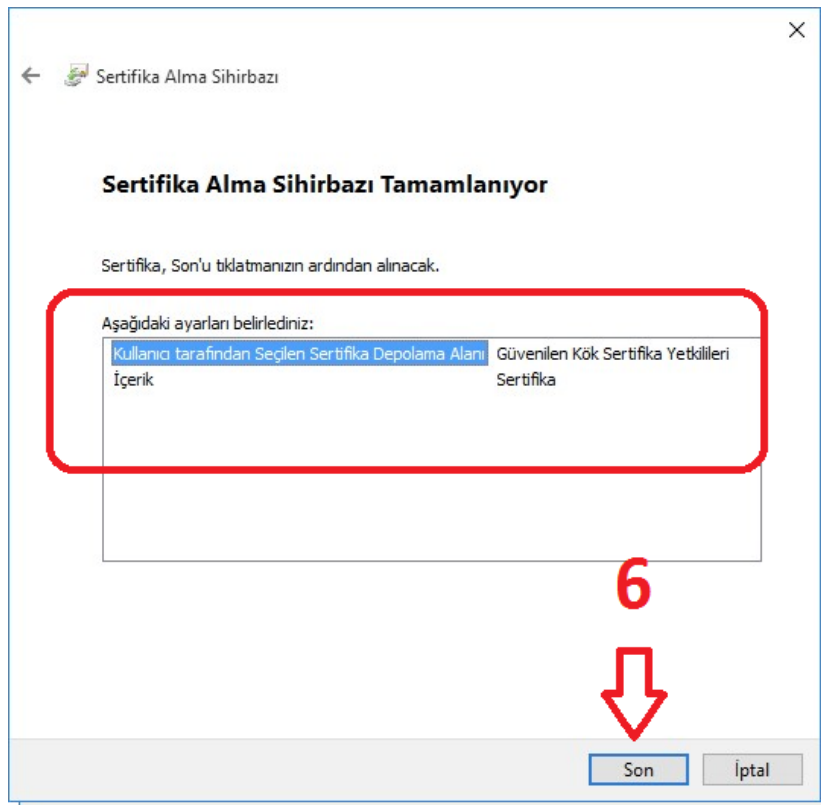 Sertifika Alma Sihirbazı
Sertifika Alma Sihirbazı Tamamlanıyor
Sertifika, Son'u tıklatmanızın ardından alınacak.
Aşağıdaki ayarları belirlediniz:
Kullanıcı tarafından Seçilen Sertifika Depolama Alanı Güvenilen Kök Sertifika Yetkilileri
İçerik Sertifika
6
Son İptal